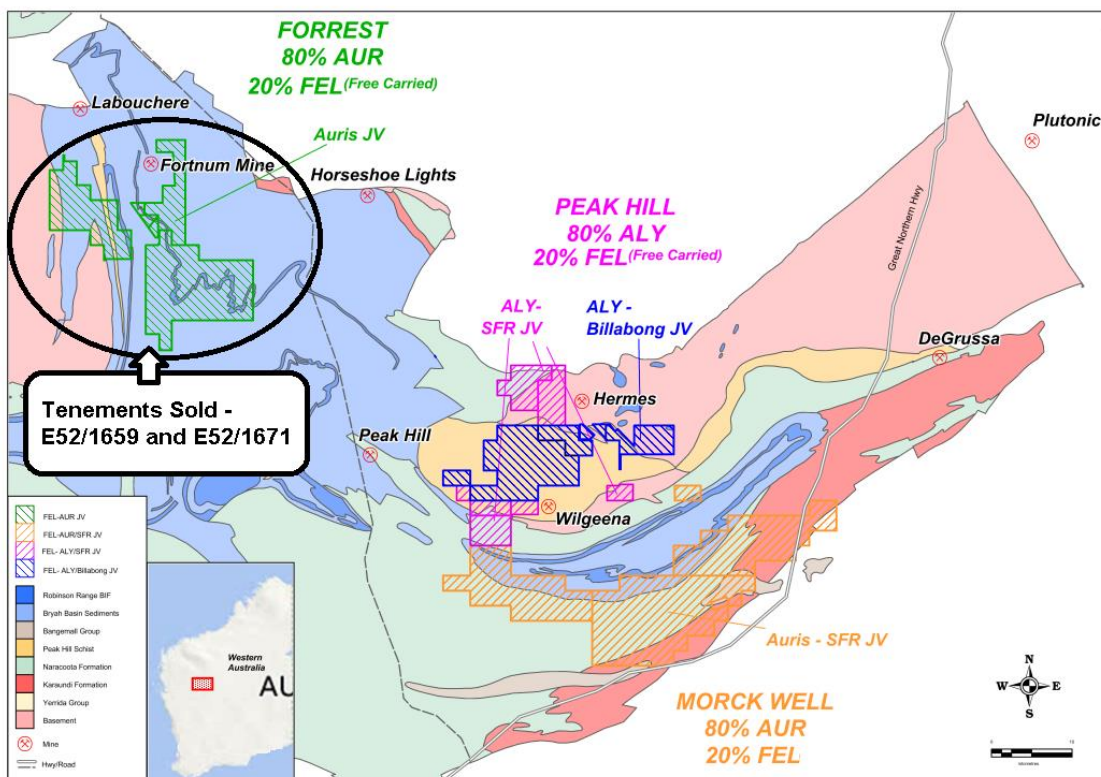 FORREST
80% AUR
20% FEL (Free Carried)
Labouchere
Auris JV
Fortnum Mine
Horseshoe Lights
Plutonic
PEAK HILL
80% ALY
20% FEL (Free Carried)
Great Northern Hwy
ALY-
SFR JV
ALY -
Billabong JV
DeGrussa
Hermes
Tenements Sold -
E52/1659 and E52/1671
Peak Hill
Wilgeena
Auris - SFR JV
MORCK WELL
80% AUR
20% FEL
FEL-AUR JV
FEL-AUR/SFR JV
FEL- ALY/SFR JV
FEL- ALY/Billabong JV
Robinson Range BIF
Bryah Basin Sediments
Bangemall Group
Peak Hill Schist
Naracoota Formation
Karaundi Formation
Yerrida Group
Basement
Mine
Hwy/Road
Western
Australia
AU
N
W
E
S
0
10
kilometres